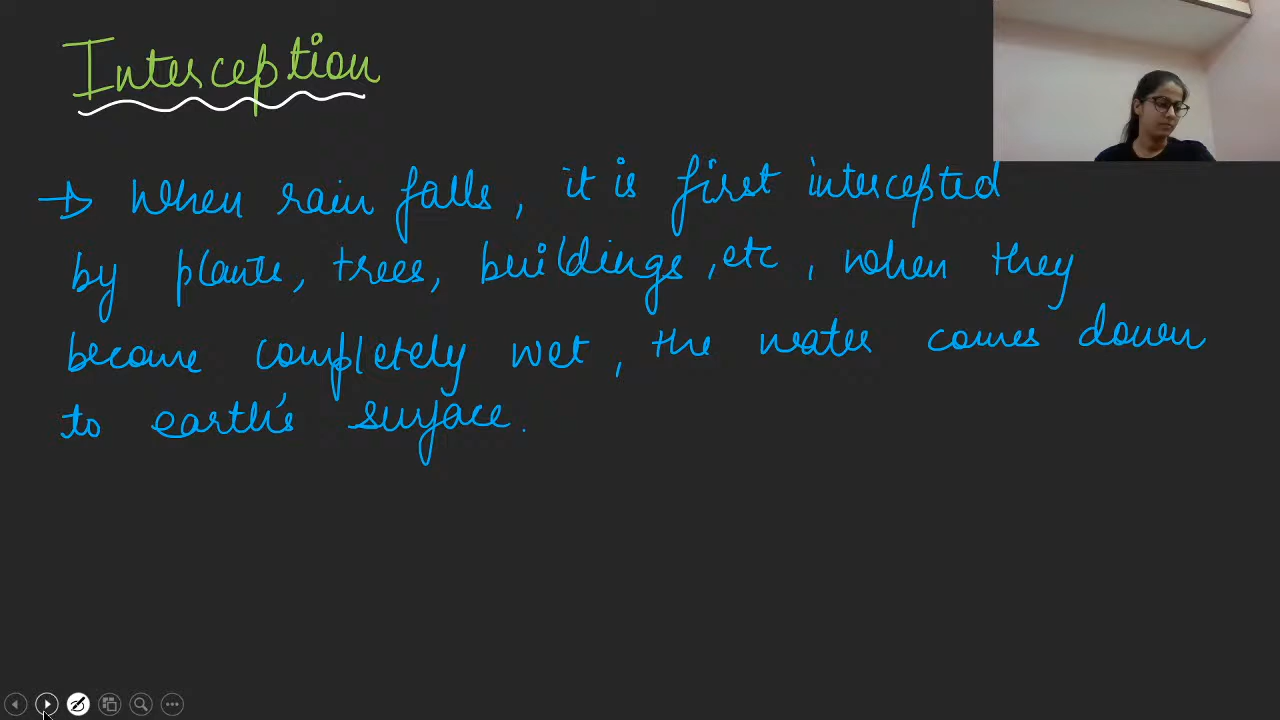 Interception
→ When rain falls, it is first intercepted
by plants, trees, buildings, etc, when they
become completely wet, the water comes down
to earth's surface.